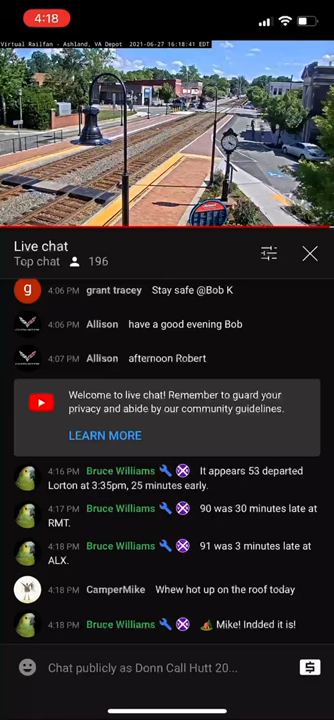 4:18
Virtual Railfan - Ashland, VA Depot 2021-06-27 16:18:41 EDT
Live chat
Top chat 196
g 4:06 PM grant tracey Stay safe @Bob K
4:06 PM Allison have a good evening Bob
4:07 PM Allison afternoon Robert
Welcome to live chat! Remember to guard your
privacy and abide by our community guidelines.
LEARN MORE
4:16 PM Bruce Williams It appears 53 departed
Lorton at 3:35pm, 25 minutes early.
4:17 PM Bruce Williams 90 was 30 minutes late at
RMT.
4:18 PM Bruce Williams 91 was 3 minutes late at
ALX.
4:18 PM CamperMike Whew hot up on the roof today
4:18 PM Bruce Williams Mike! Indded it is!
Chat publicly as Donn Call Hutt 20... $